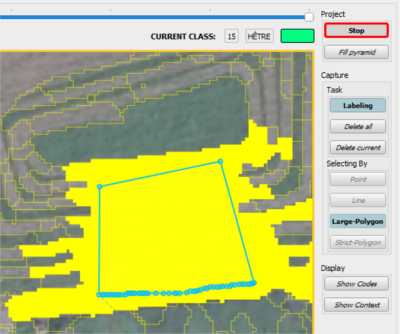 Project
CURRENT CLASS: 15 HÊTRE
Stop
Fill pyramid
Capture
Task
Labeling
Delete all
Delete current
Selecting By
Point
Line
Large-Polygon
Strict-Polygon
Display
Show Codes
Show Context